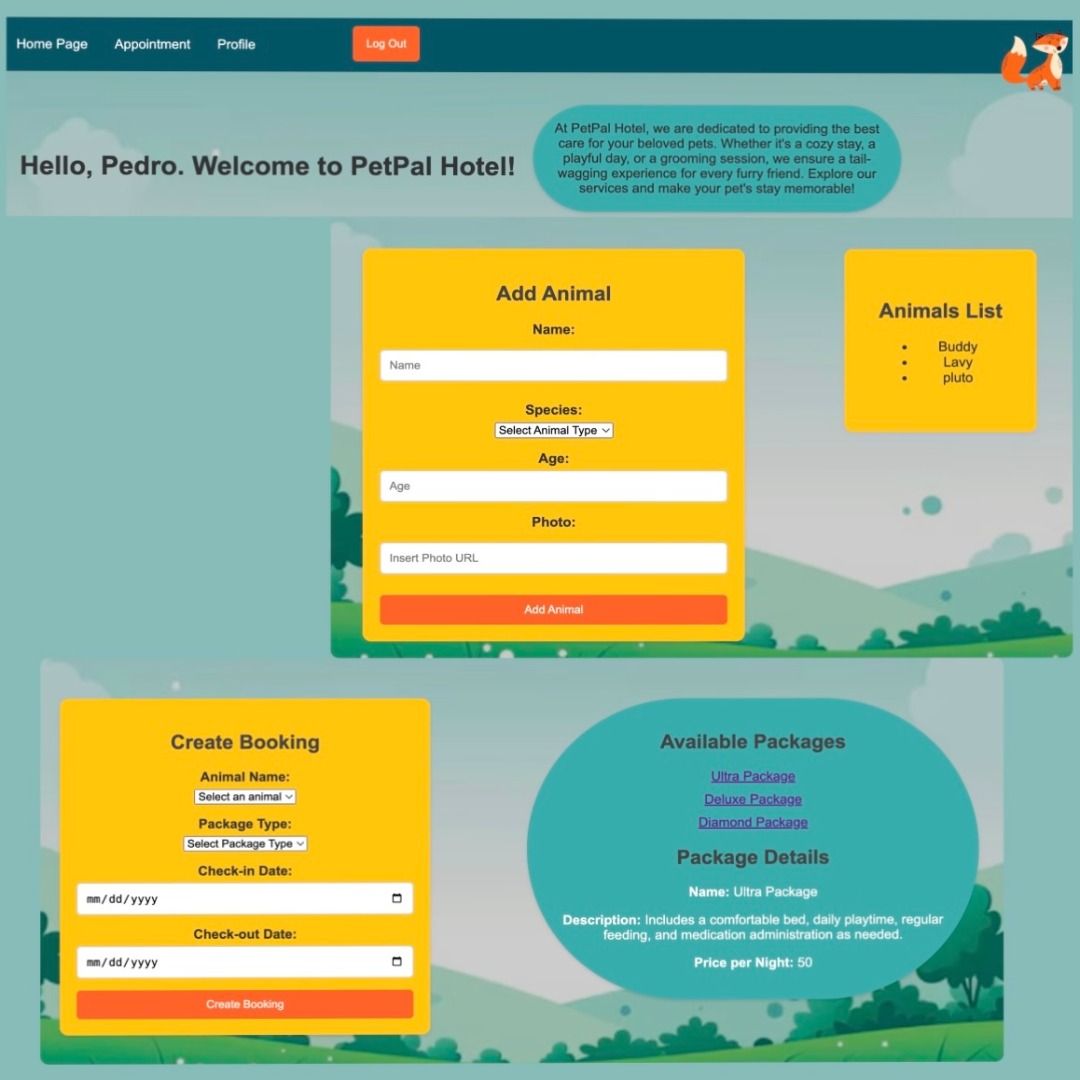 Home Page Appointment Profile Log Out
Hello, Pedro. Welcome to PetPal Hotel!
At PetPal Hotel, we are dedicated to providing the best
care for your beloved pets. Whether it's a cozy stay, a
playful day, or a grooming session, we ensure a tail-
wagging experience for every furry friend. Explore our
services and make your pet's stay memorable!
Add Animal
Name:
Name
Species:
Select Animal Type
Age:
Age
Photo:
Insert Photo URL
Add Animal
Animals List
• Buddy
• Lavy
• pluto
Create Booking
Animal Name:
Select an animal
Package Type:
Select Package Type
Check-in Date:
mm/dd/yyyy
Check-out Date:
mm/dd/yyyy
Create Booking
Available Packages
Ultra Package
Deluxe Package
Diamond Package
Package Details
Name: Ultra Package
Description: Includes a comfortable bed, daily playtime, regular
feeding, and medication administration as needed.
Price per Night: 50